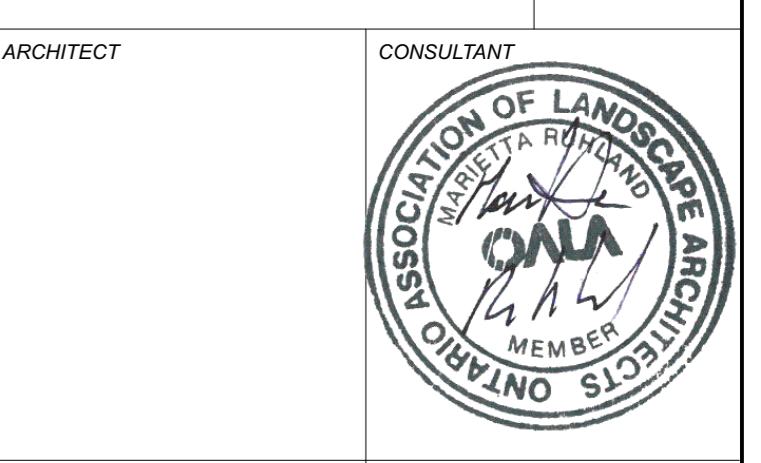 ARCHITECT
CONSULTANT
ONTARIO ASSOCIATION OF LANDSCAPE ARCHITECTS
MARIETTA RUHLAND
OALA
MEMBER